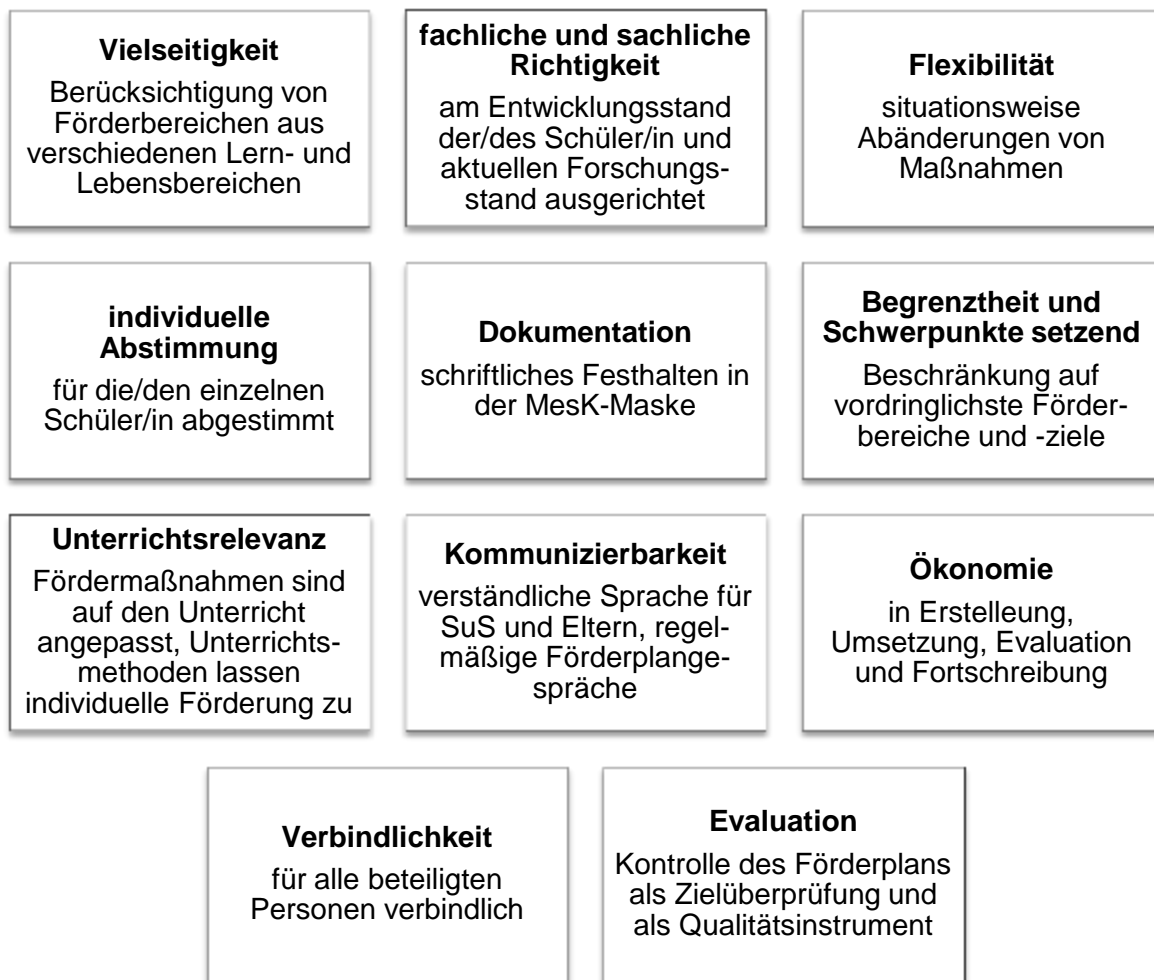 Vielseitigkeit
Berücksichtigung von
Förderbereichen aus
verschiedenen Lern- und
Lebensbereichen
fachliche und sachliche
Richtigkeit
am Entwicklungsstand
der/des Schüler/in und
aktuellen Forschungs-
stand ausgerichtet
Flexibilität
situationsweise
Abänderungen von
Maßnahmen
individuelle
Abstimmung
für die/den einzelnen
Schüler/in abgestimmt
Dokumentation
schriftliches Festhalten in
der MesK-Maske
Begrenztheit und
Schwerpunkte setzend
Beschränkung auf
vordringlichste Förder-
bereiche und -ziele
Unterrichtsrelevanz
Fördermaßnahmen sind
auf den Unterricht
angepasst, Unterrichts-
methoden lassen
individuelle Förderung zu
Kommunizierbarkeit
verständliche Sprache für
SuS und Eltern, regel-
mäßige Förderplange-
spräche
Ökonomie
in Erstelleung,
Umsetzung, Evaluation
und Fortschreibung
Verbindlichkeit
für alle beteiligten
Personen verbindlich
Evaluation
Kontrolle des Förderplans
als Zielüberprüfung und
als Qualitätsinstrument